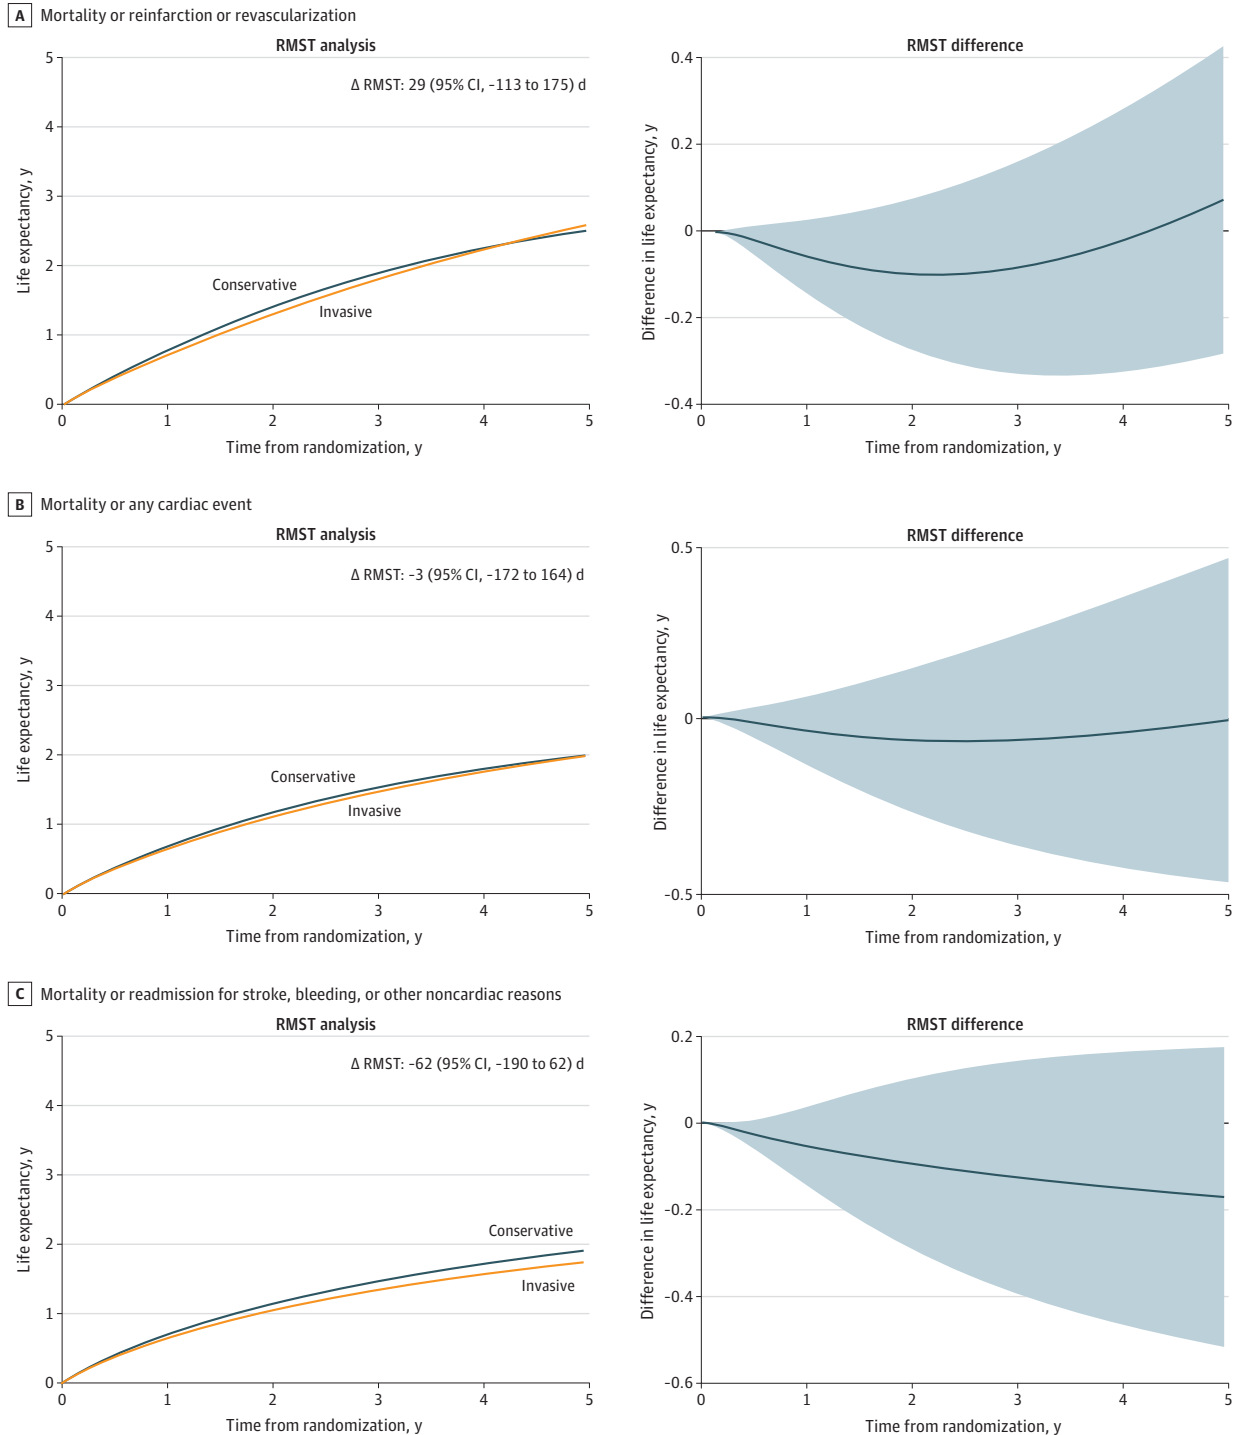 A Mortality or reinfarction or revascularization
RMST analysis
Δ RMST: 29 (95% CI, -113 to 175) d
5
4
3
2
1
0
Life expectancy, y
Conservative
Invasive
0 1 2 3 4 5
Time from randomization, y
RMST difference
0.4
0.2
0
-0.2
-0.4
Difference in life expectancy, y
0 1 2 3 4 5
Time from randomization, y
B Mortality or any cardiac event
RMST analysis
Δ RMST: -3 (95% CI, -172 to 164) d
5
4
3
2
1
0
Life expectancy, y
Conservative
Invasive
0 1 2 3 4 5
Time from randomization, y
RMST difference
0.5
0
-0.5
Difference in life expectancy, y
0 1 2 3 4 5
Time from randomization, y
C Mortality or readmission for stroke, bleeding, or other noncardiac reasons
RMST analysis
Δ RMST: -62 (95% CI, -190 to 62) d
5
4
3
2
1
0
Life expectancy, y
Conservative
Invasive
0 1 2 3 4 5
Time from randomization, y
RMST difference
0.2
0
-0.2
-0.4
-0.6
Difference in life expectancy, y
0 1 2 3 4 5
Time from randomization, y